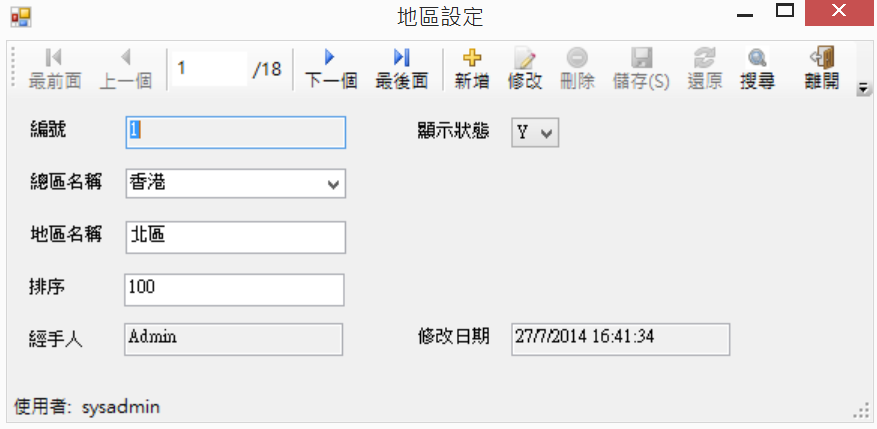 地區設定
最前面 上一個 1 /18 下一個 最後面 新增 修改 刪除 儲存(S) 還原 搜尋 離開
編號 1 顯示狀態 Y
總區名稱 香港
地區名稱 北區
排序 100
經手人 Admin 修改日期 27/7/2014 16:41:34
使用者: sysadmin